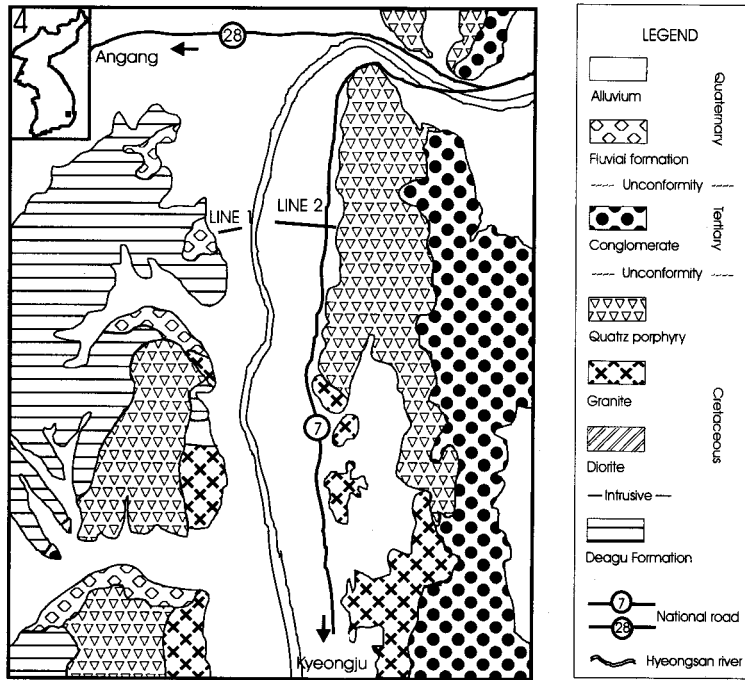 4
Angang
28
LINE 1
LINE 2
7
Kyeongju
LEGEND
Alluvium
Fluvial formation
Quaternary
Unconformity
Conglomerate
Tertiary
Unconformity
Quatrz porphyry
Granite
Diorite
Cretaceous
Intrusive
Deagu Formation
7
National road
28
Hyeongsan river